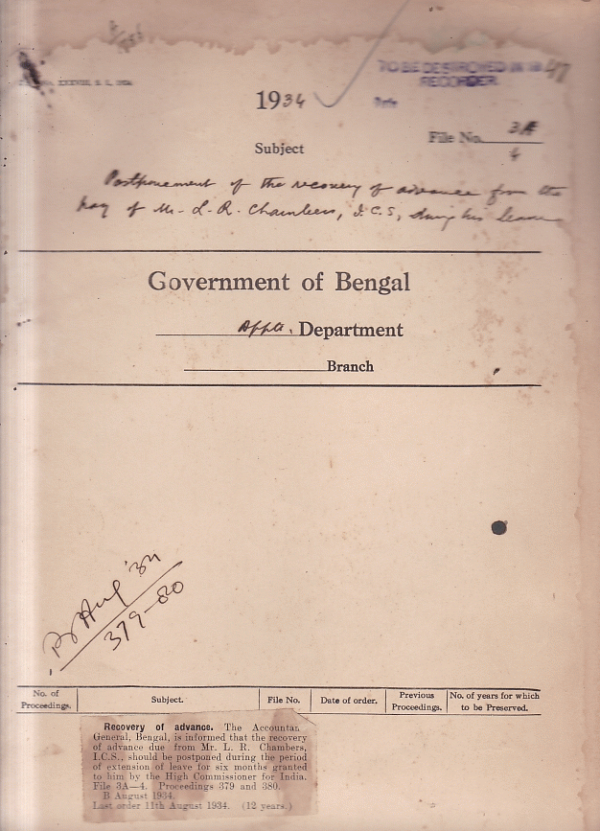 XXXVIII, S. L. 1934.
TO BE DESTROYED IN 1947
RECORDER
Date
1934
File No. 3A
4
Subject
Postponement of the recovery of advance from the
pay of Mr. L. R. Chambers, I.C.S., during his leave
Government of Bengal
Apptt. Department
Branch
B Aug '34
379-80
No. of Proceedings. Subject. File No. Date of order. Previous Proceedings. No. of years for which to be Preserved.
Recovery of advance. The Accountant
General, Bengal, is informed that the recovery
of advance due from Mr. L. R. Chambers,
I.C.S., should be postponed during the period
of extension of leave for six months granted
to him by the High Commissioner for India.
File 3A—4. Proceedings 379 and 380.
B August 1934.
Last order 11th August 1934. (12 years.)